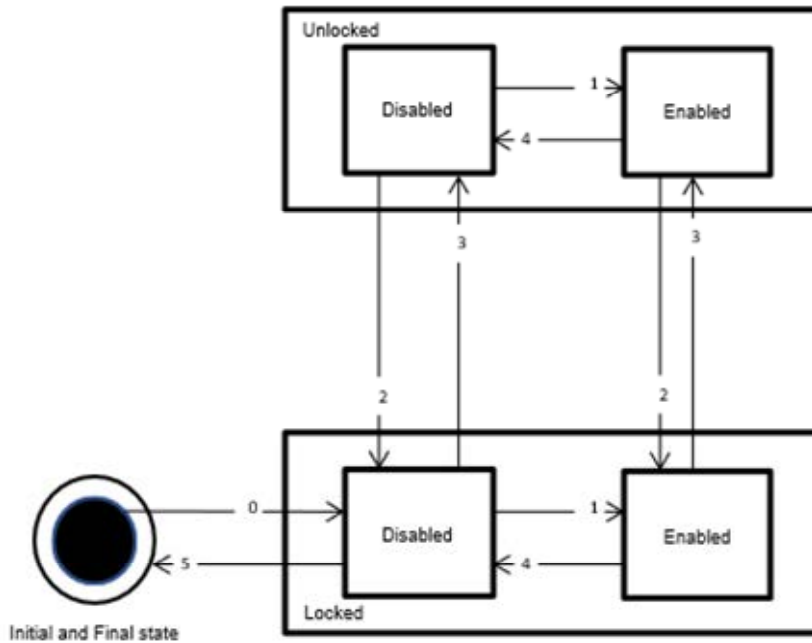 Unlocked
Disabled
1
Enabled
4
3
3
2
2
0
Disabled
1
Enabled
5
4
Locked
Initial and Final state